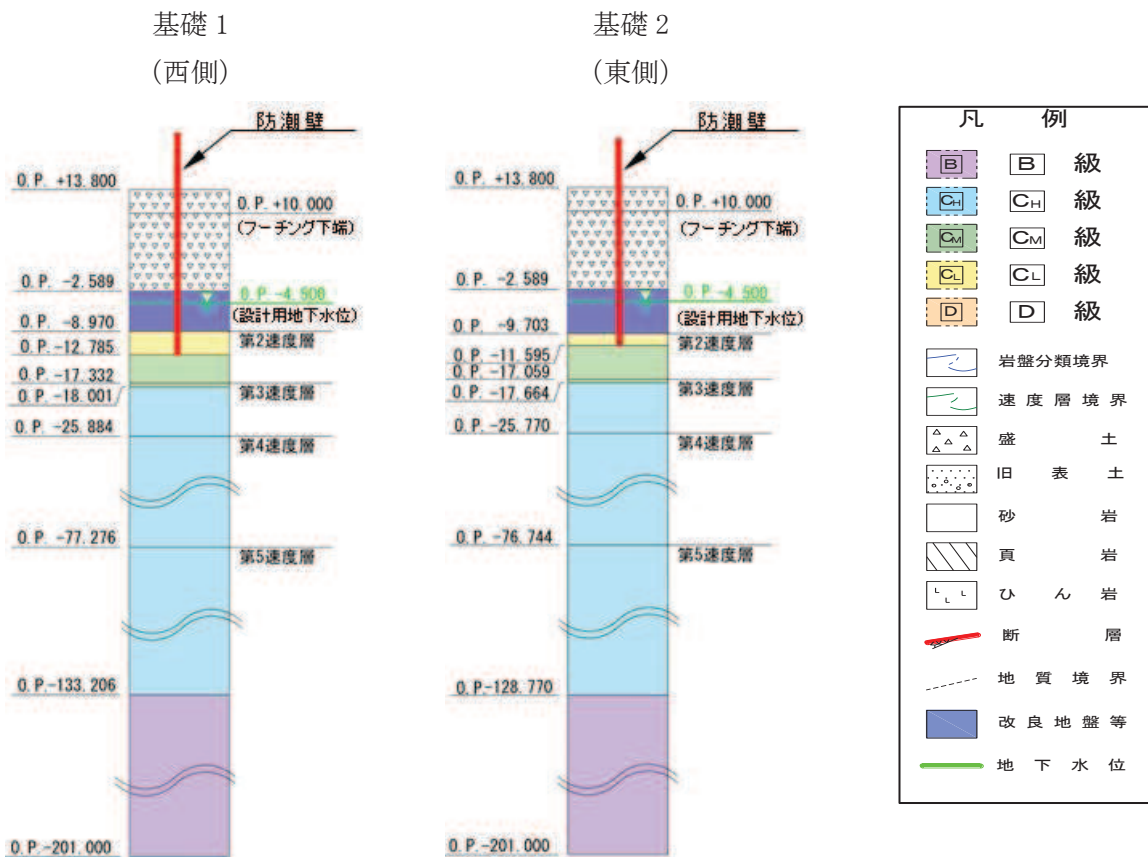 基礎 1
(西側)
防潮壁
O.P. +13.800
O.P. +10.000
(フーチング下端)
O.P. -2.589
O.P. -4.500
(設計用地下水位)
O.P. -8.970
第2速度層
O.P. -12.785
O.P. -17.332
第3速度層
O.P. -18.001
O.P. -25.884
第4速度層
O.P. -77.276
第5速度層
O.P.-133.206
O.P.-201.000
基礎 2
(東側)
防潮壁
O.P. +13.800
O.P. +10.000
(フーチング下端)
O.P. -2.589
O.P. -4.500
(設計用地下水位)
O.P. -9.703
第2速度層
O.P. -11.595
O.P. -17.059
第3速度層
O.P. -17.664
O.P. -25.770
第4速度層
O.P. -76.744
第5速度層
O.P.-128.770
O.P.-201.000
凡 例
B B 級
CH CH 級
CM CM 級
CL CL 級
D D 級
岩盤分類境界
速度層境界
盛土
旧表土
砂岩
頁岩
ひん岩
断層
地質境界
改良地盤等
地下水位